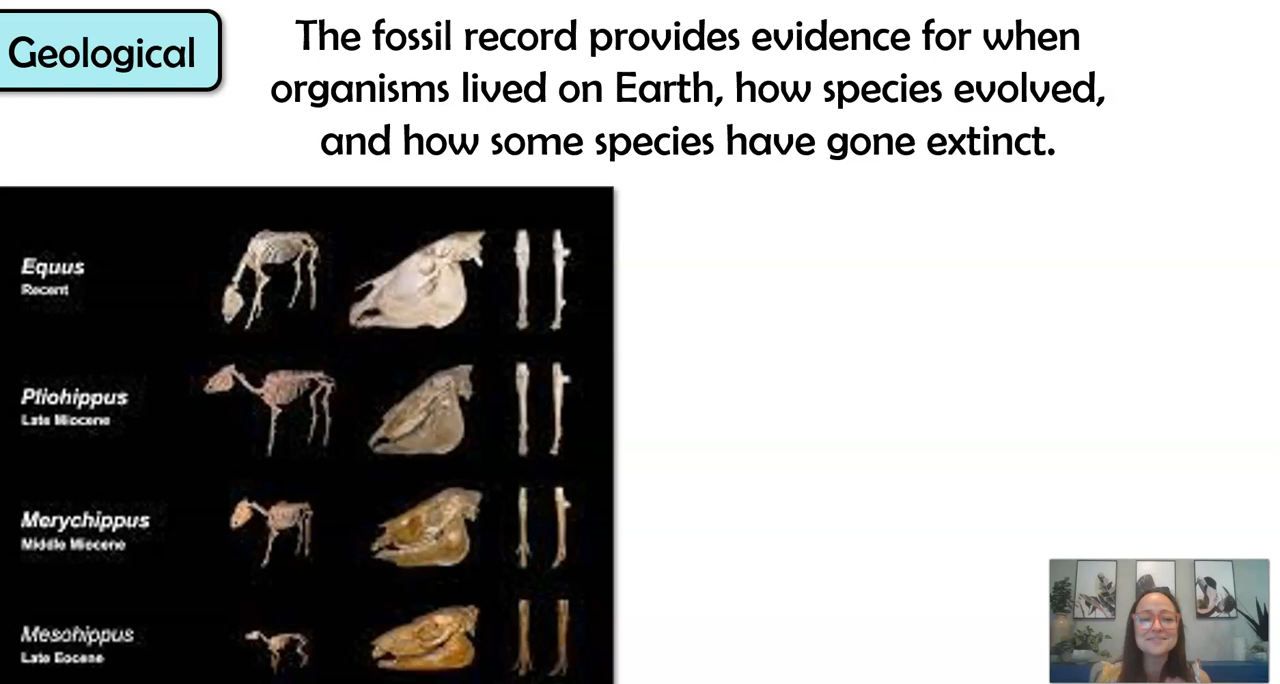 Geological
The fossil record provides evidence for when
organisms lived on Earth, how species evolved,
and how some species have gone extinct.
Equus
Recent
Pliohippus
Late Miocene
Merychippus
Middle Miocene
Mesohippus
Late Eocene